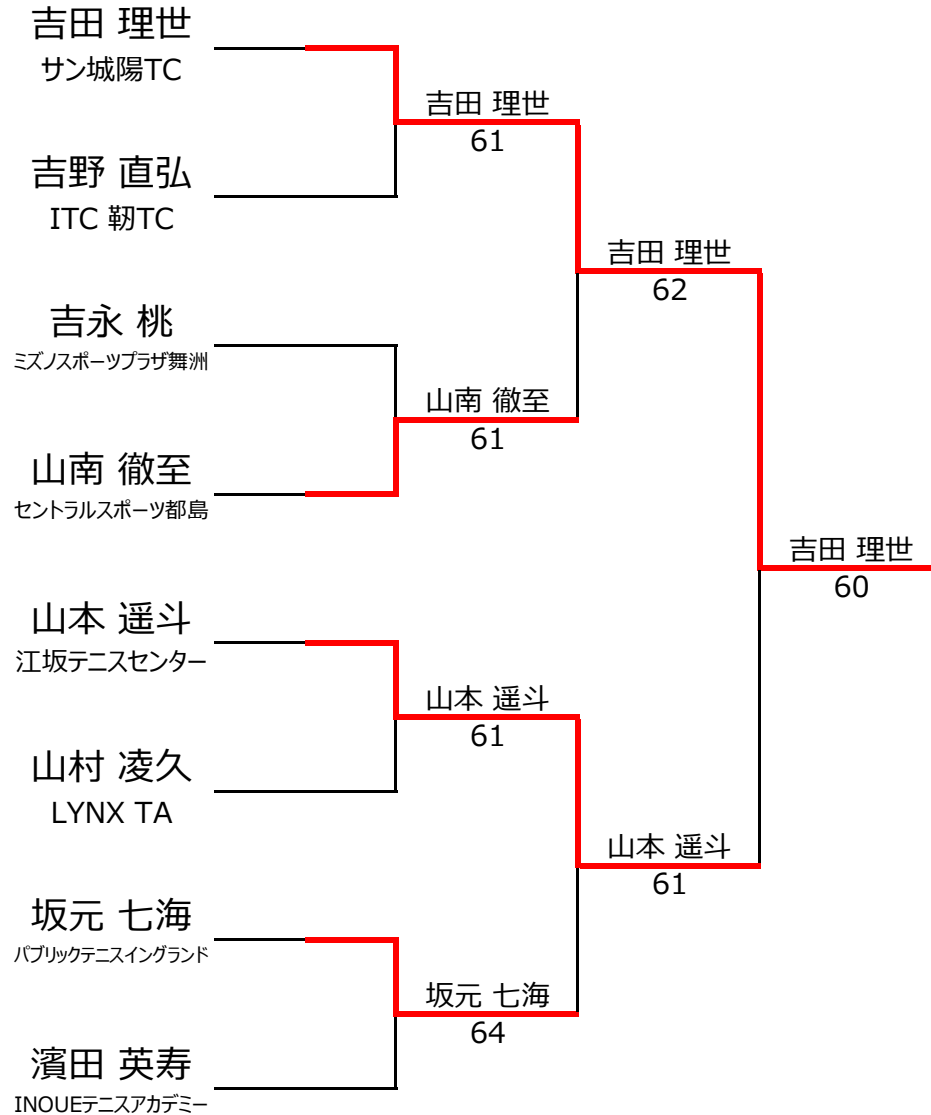 吉田 理世
サン城陽TC
吉野 直弘
ITC 靭TC
吉永 桃
ミズノスポーツプラザ舞洲
山南 徹至
セントラルスポーツ都島
山本 遥斗
江坂テニスセンター
山村 凌久
LYNX TA
坂元 七海
パブリックテニスイングランド
濱田 英寿
INOUEテニスアカデミー
吉田 理世
61
山南 徹至
61
山本 遥斗
61
坂元 七海
64
吉田 理世
62
山本 遥斗
61
吉田 理世
60